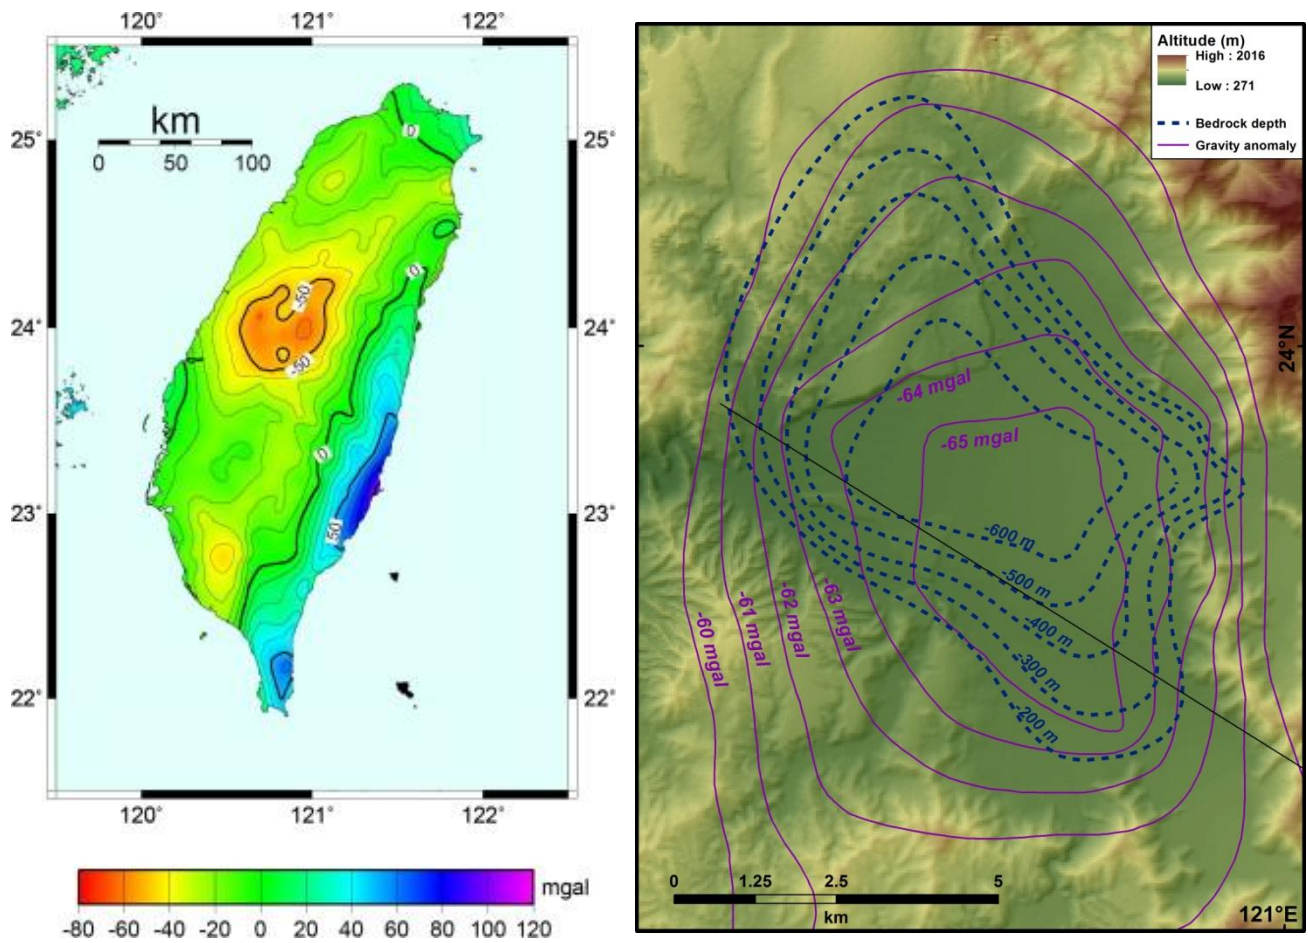 120° 121° 122°
km
0 50 100
25°
24°
23°
22°
0
-50
-50
0
0
50
25°
24°
23°
22°
120° 121° 122°
mgal
-80 -60 -40 -20 0 20 40 60 80 100 120
Altitude (m)
High : 2016
Low : 271
Bedrock depth
Gravity anomaly
24°N
-64 mgal
-65 mgal
-600 m
-500 m
-400 m
-300 m
-200 m
-60 mgal
-61 mgal
-62 mgal
-63 mgal
0 1.25 2.5 5
km
121°E